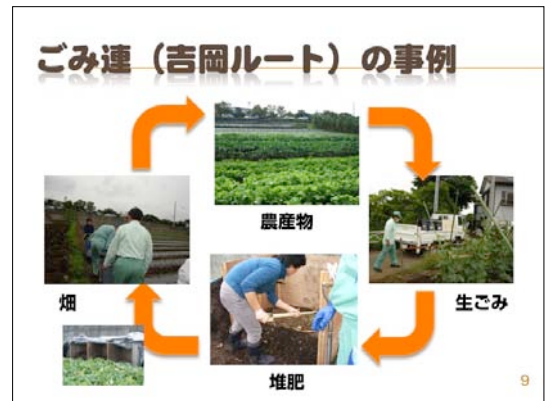 ごみ連（吉岡ルート）の事例
農産物
畑
生ごみ
堆肥
9